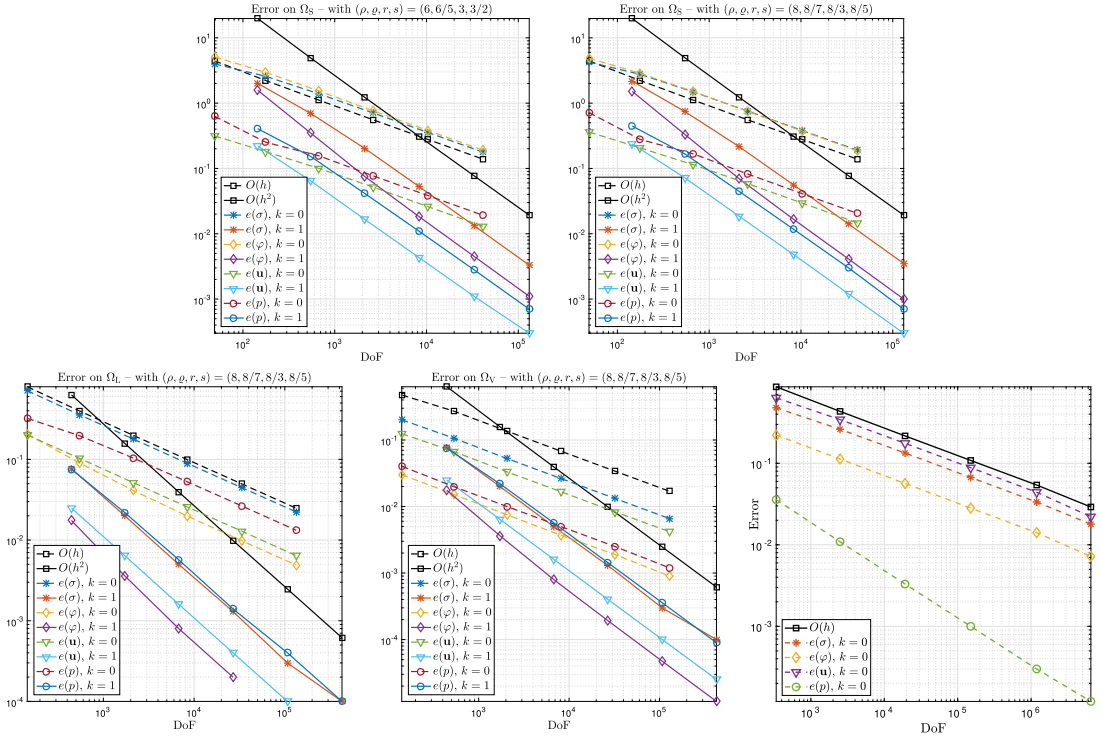 Error on Ω_S – with (ρ, ϱ, r, s) = (6, 6/5, 3, 3/2)
10^1
10^0
10^-1
10^-2
10^-3
O(h)
O(h^2)
e(σ), k = 0
e(σ), k = 1
e(φ), k = 0
e(φ), k = 1
e(u), k = 0
e(u), k = 1
e(p), k = 0
e(p), k = 1
10^2 10^3 10^4 10^5
DoF
Error on Ω_S – with (ρ, ϱ, r, s) = (8, 8/7, 8/3, 8/5)
10^1
10^0
10^-1
10^-2
10^-3
O(h)
O(h^2)
e(σ), k = 0
e(σ), k = 1
e(φ), k = 0
e(φ), k = 1
e(u), k = 0
e(u), k = 1
e(p), k = 0
e(p), k = 1
10^2 10^3 10^4 10^5
DoF
Error on Ω_L – with (ρ, ϱ, r, s) = (8, 8/7, 8/3, 8/5)
10^-1
10^-2
10^-3
10^-4
O(h)
O(h^2)
e(σ), k = 0
e(σ), k = 1
e(φ), k = 0
e(φ), k = 1
e(u), k = 0
e(u), k = 1
e(p), k = 0
e(p), k = 1
10^3 10^4 10^5
DoF
Error on Ω_V – with (ρ, ϱ, r, s) = (8, 8/7, 8/3, 8/5)
10^-1
10^-2
10^-3
10^-4
O(h)
O(h^2)
e(σ), k = 0
e(σ), k = 1
e(φ), k = 0
e(φ), k = 1
e(u), k = 0
e(u), k = 1
e(p), k = 0
e(p), k = 1
10^3 10^4 10^5
DoF
Error
10^-1
10^-2
10^-3
O(h)
e(σ), k = 0
e(φ), k = 0
e(u), k = 0
e(p), k = 0
10^3 10^4 10^5 10^6
DoF